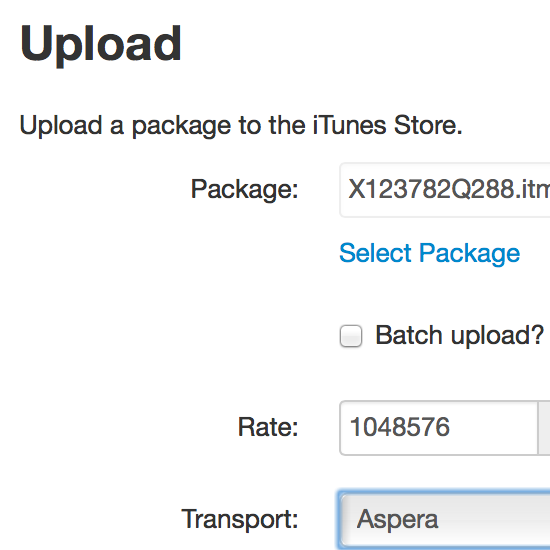 Upload
Upload a package to the iTunes Store.
Package: X123782Q288.itm
Select Package
Batch upload?
Rate: 1048576
Transport: Aspera